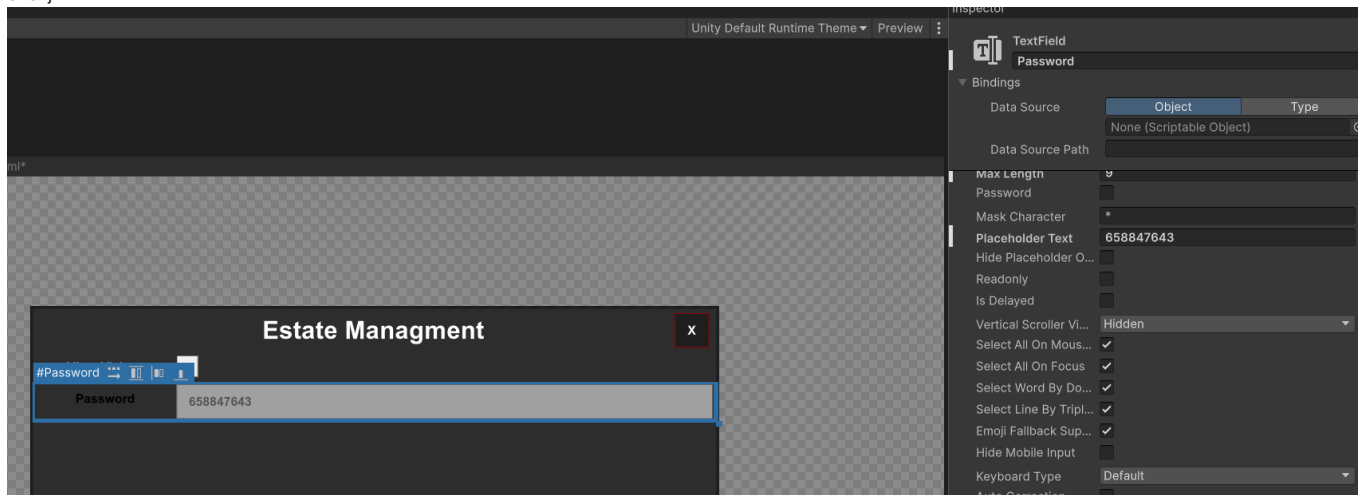 Inspector
Unity Default Runtime Theme Preview
TextField
Password
Bindings
Data Source Object Type
None (Scriptable Object)
Data Source Path
ml*
Max Length 9
Password
Mask Character *
Placeholder Text 658847643
Hide Placeholder O...
Readonly
Is Delayed
Vertical Scroller Vi... Hidden
Select All On Mous...
Select All On Focus
Select Word By Do...
Select Line By Tripl...
Emoji Fallback Sup...
Hide Mobile Input
Keyboard Type Default
Auto Correction
Estate Managment
X
#Password
Password 658847643